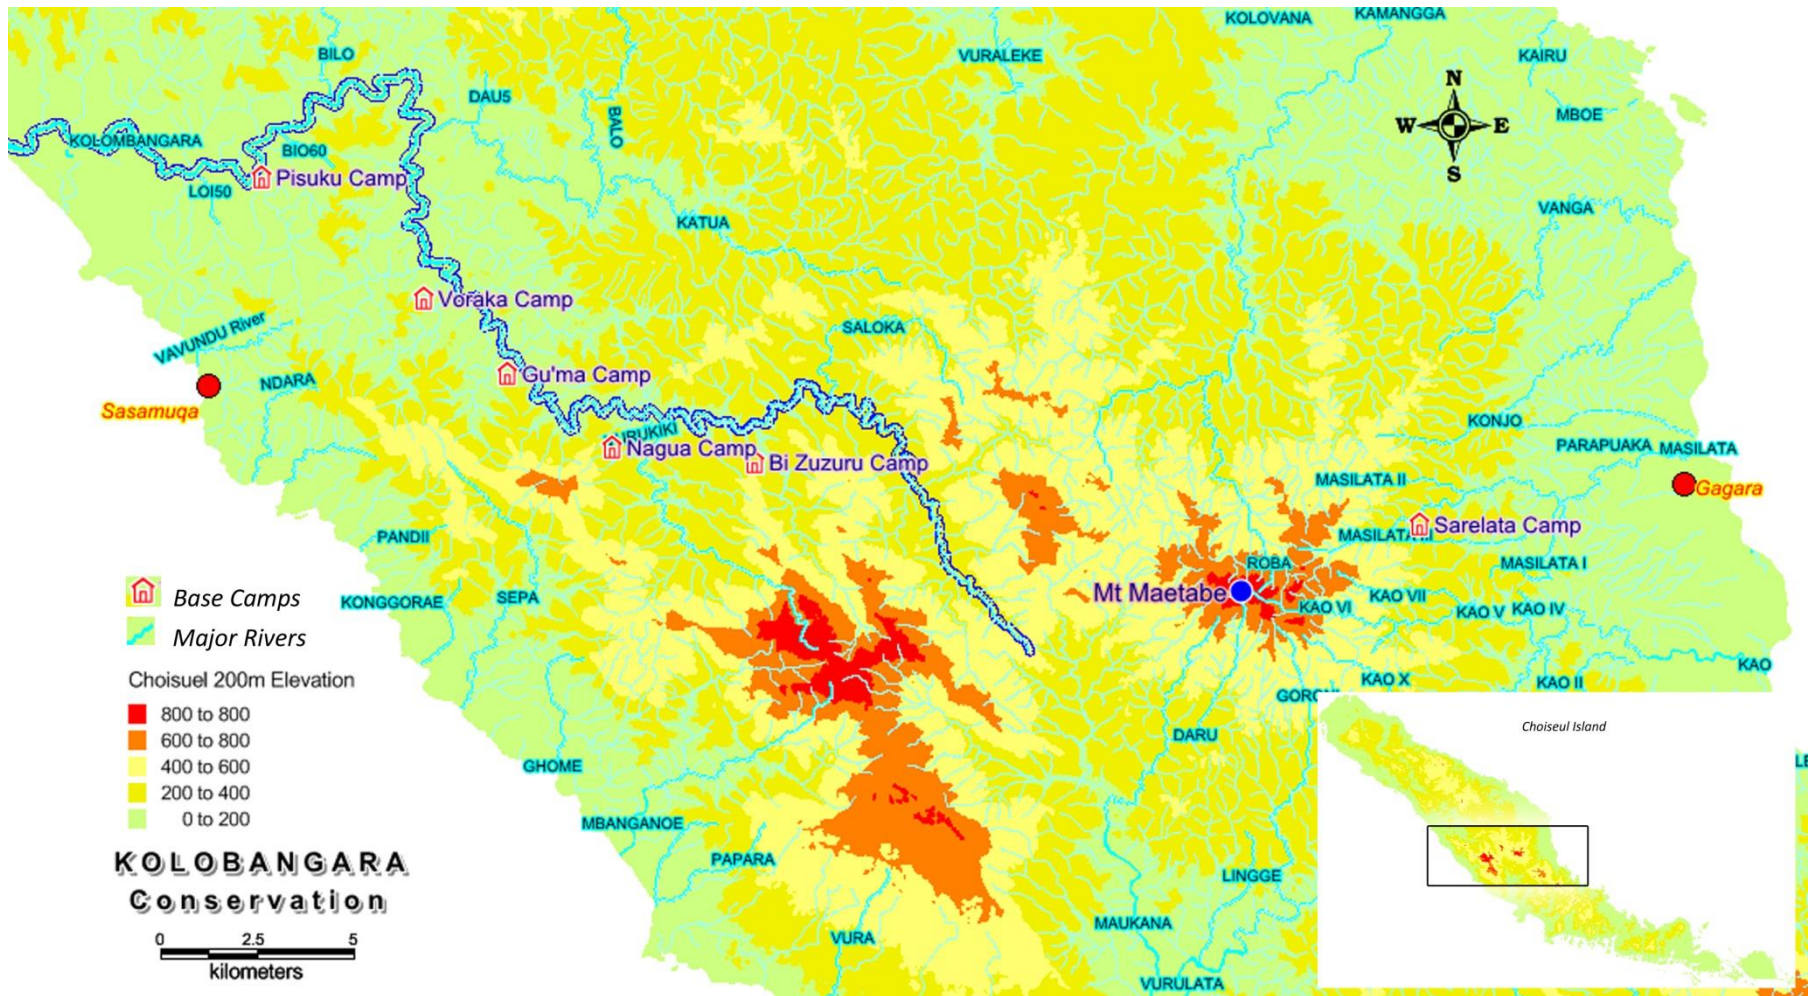 KOLOVANA
KAMANGGA
BILO
VURALEKE
KAIRU
N
DAU5
BALO
MBOE
W
E
KOLOMBANGARA
BIO60
S
Pisuku Camp
LOI50
VANGA
KATUA
Voraka Camp
VAVUNDU River
SALOKA
Gu'ma Camp
NDARA
Sasamuqa
KONJO
Nagua Camp
PARAPUAKA
MASILATA
Bi Zuzuru Camp
MASILATA II
Gagara
Sarelata Camp
PANDII
ROBA
MASILATA I
Mt Maetabe
KAO VII
KAO VI
KAO V
KAO IV
Base Camps
KONGGORAE
SEPA
Major Rivers
KAO
Choisuel 200m Elevation
KAO X
KAO II
800 to 800
600 to 800
400 to 600
200 to 400
0 to 200
Choiseul Island
DARU
GHOME
MBANGANOE
PAPARA
KOLOBANGARA
Conservation
LINGGE
MAUKANA
VURA
0 2.5 5
kilometers
VURULATA